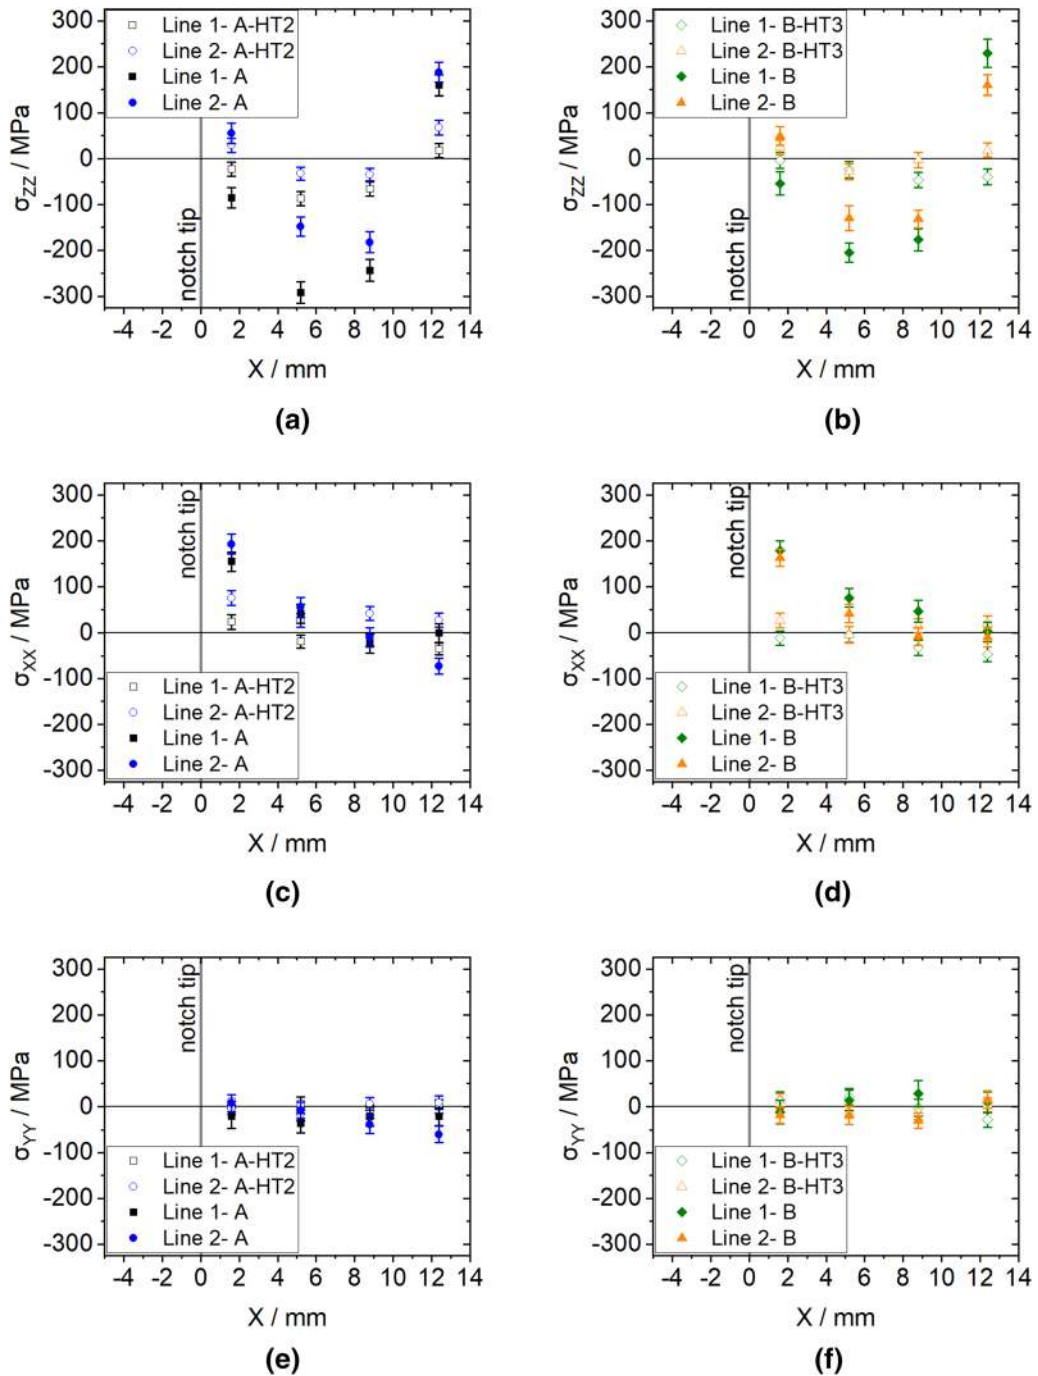 300
200
100
0
-100
-200
-300
σZZ / MPa
Line 1- A-HT2
Line 2- A-HT2
Line 1- A
Line 2- A
notch tip
-4 -2 0 2 4 6 8 10 12 14
X / mm
(a)
300
200
100
0
-100
-200
-300
σZZ / MPa
Line 1- B-HT3
Line 2- B-HT3
Line 1- B
Line 2- B
notch tip
-4 -2 0 2 4 6 8 10 12 14
X / mm
(b)
300
200
100
0
-100
-200
-300
σXX / MPa
notch tip
Line 1- A-HT2
Line 2- A-HT2
Line 1- A
Line 2- A
-4 -2 0 2 4 6 8 10 12 14
X / mm
(c)
300
200
100
0
-100
-200
-300
σXX / MPa
notch tip
Line 1- B-HT3
Line 2- B-HT3
Line 1- B
Line 2- B
-4 -2 0 2 4 6 8 10 12 14
X / mm
(d)
300
200
100
0
-100
-200
-300
σYY / MPa
notch tip
Line 1- A-HT2
Line 2- A-HT2
Line 1- A
Line 2- A
-4 -2 0 2 4 6 8 10 12 14
X / mm
(e)
300
200
100
0
-100
-200
-300
σYY / MPa
notch tip
Line 1- B-HT3
Line 2- B-HT3
Line 1- B
Line 2- B
-4 -2 0 2 4 6 8 10 12 14
X / mm
(f)